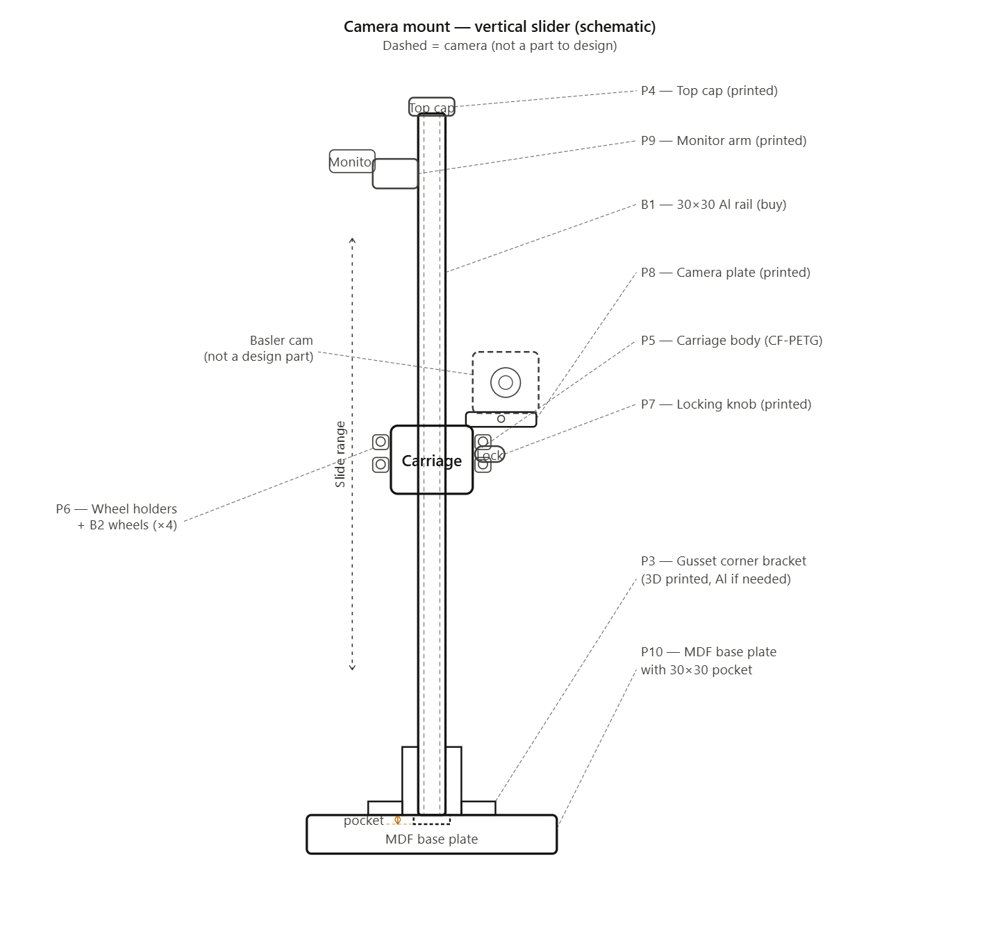 Camera mount — vertical slider (schematic)
Dashed = camera (not a part to design)
P4 — Top cap (printed)
Top cap
P9 — Monitor arm (printed)
Monito
B1 — 30×30 Al rail (buy)
P8 — Camera plate (printed)
Basler cam
(not a design part)
P5 — Carriage body (CF-PETG)
P7 — Locking knob (printed)
Slide range
Carriage
Lock
P6 — Wheel holders
+ B2 wheels (×4)
P3 — Gusset corner bracket
(3D printed, Al if needed)
P10 — MDF base plate
with 30×30 pocket
pocket
MDF base plate